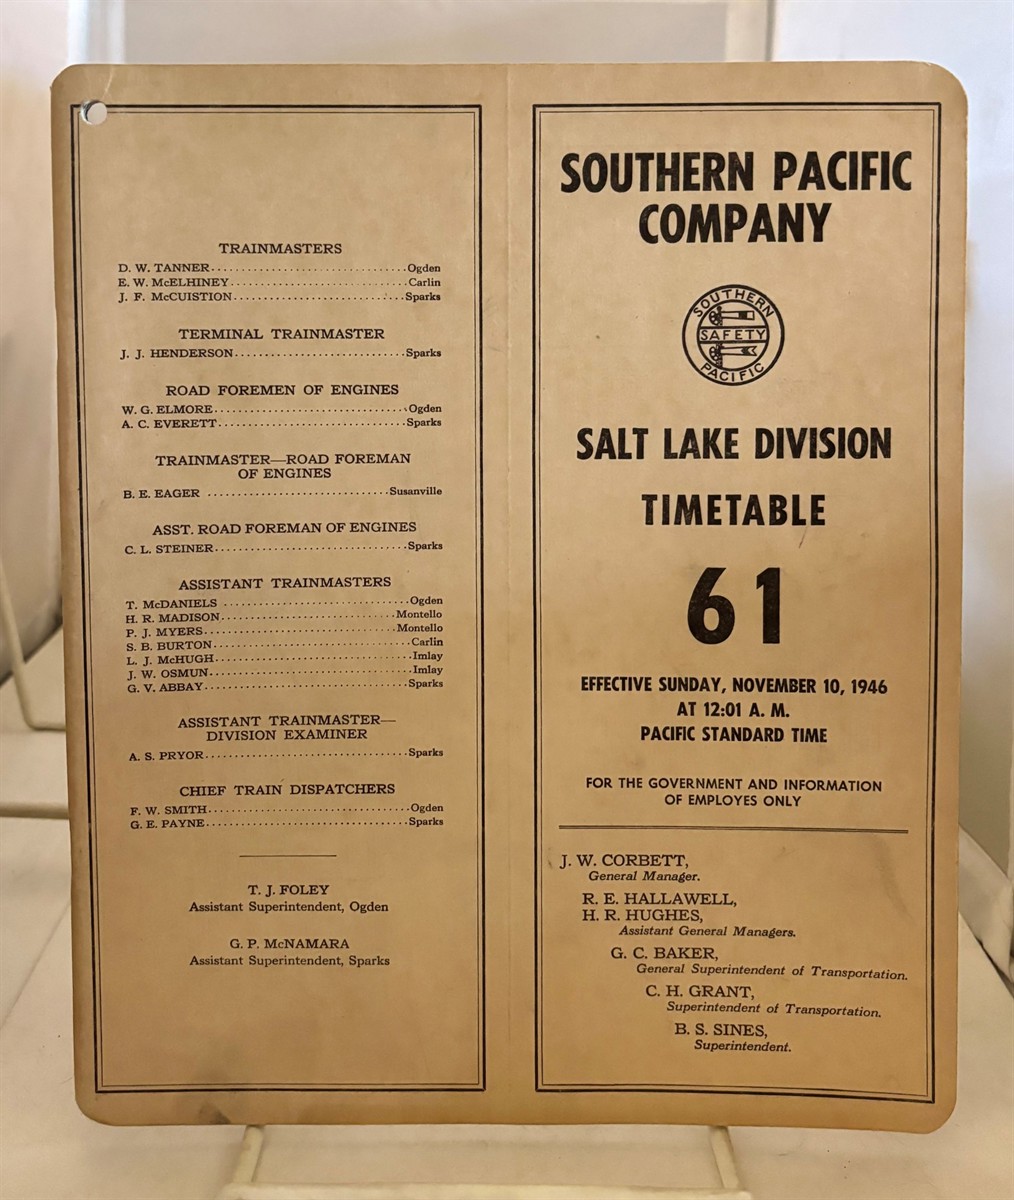 TRAINMASTERS
D. W. TANNER................................Ogden
E. W. McELHINEY.............................Carlin
J. F. McCUISTION............................Sparks
TERMINAL TRAINMASTER
J. J. HENDERSON............................Sparks
ROAD FOREMEN OF ENGINES
W. G. ELMORE................................Ogden
A. C. EVERETT...............................Sparks
TRAINMASTER—ROAD FOREMAN
OF ENGINES
B. E. EAGER ..............................Susanville
ASST. ROAD FOREMAN OF ENGINES
C. L. STEINER................................Sparks
ASSISTANT TRAINMASTERS
T. McDANIELS ...............................Ogden
H. R. MADISON.............................Montello
P. J. MYERS................................Montello
S. B. BURTON.................................Carlin
L. J. McHUGH.................................Imlay
J. W. OSMUN..................................Imlay
G. V. ABBAY..................................Sparks
ASSISTANT TRAINMASTER—
DIVISION EXAMINER
A. S. PRYOR..................................Sparks
CHIEF TRAIN DISPATCHERS
F. W. SMITH..................................Ogden
G. E. PAYNE..................................Sparks
T. J. FOLEY
Assistant Superintendent, Ogden
G. P. McNAMARA
Assistant Superintendent, Sparks
SOUTHERN PACIFIC
COMPANY
SOUTHERN
SAFETY
PACIFIC
SALT LAKE DIVISION
TIMETABLE
61
EFFECTIVE SUNDAY, NOVEMBER 10, 1946
AT 12:01 A. M.
PACIFIC STANDARD TIME
FOR THE GOVERNMENT AND INFORMATION
OF EMPLOYES ONLY
J. W. CORBETT,
General Manager.
R. E. HALLAWELL,
H. R. HUGHES,
Assistant General Managers.
G. C. BAKER,
General Superintendent of Transportation.
C. H. GRANT,
Superintendent of Transportation.
B. S. SINES,
Superintendent.